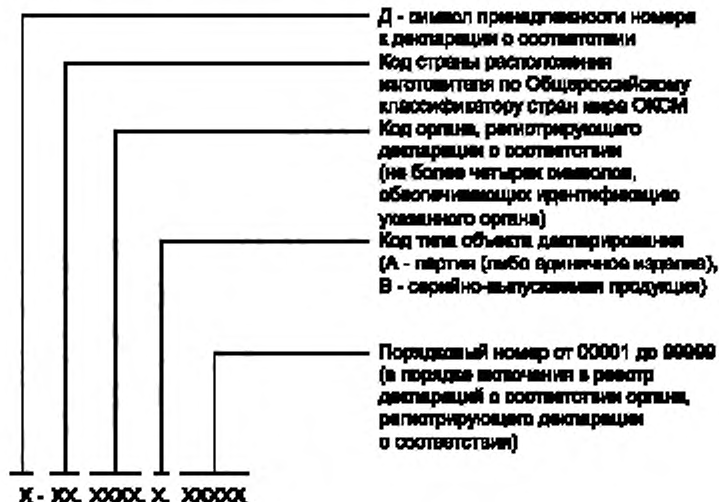 Д - символ принадлежности номера
к декларации о соответствии
Код страны расположения
изготовителя по Общероссийскому
классификатору стран мира ОКСМ
Код органа, регистрирующего
декларации о соответствии
(не более четырех символов,
обеспечивающих идентификацию
указанного органа)
Код типа объекта декларирования
(А - партия (либо единичное изделие),
В - серийно-выпускаемая продукция)
Порядковый номер от 00001 до 99999
(в порядке включения в реестр
деклараций о соответствии органа,
регистрирующего декларации
о соответствии)
X - XX. XXXX. X. XXXXX